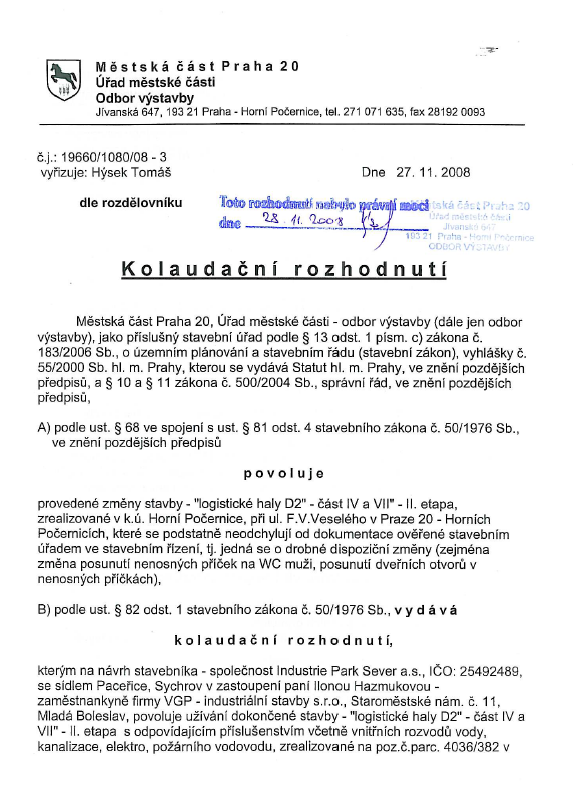 Městská část Praha 20
Úřad městské části
Odbor výstavby
Jívanská 647, 193 21 Praha - Horní Počernice, tel. 271 071 635, fax 28192 0093
č.j.: 19660/1080/08 - 3
vyřizuje: Hýsek Tomáš Dne 27. 11. 2008
dle rozdělovníku
Toto rozhodnutí nabylo právní moci
dne 28. 11. 2008
Městská část Praha 20
Úřad městské části
Jívanská 647
193 21 Praha - Horní Počernice
ODBOR VÝSTAVBY
Kolaudační rozhodnutí
Městská část Praha 20, Úřad městské části - odbor výstavby (dále jen odbor
výstavby), jako příslušný stavební úřad podle § 13 odst. 1 písm. c) zákona č.
183/2006 Sb., o územním plánování a stavebním řádu (stavební zákon), vyhlášky č.
55/2000 Sb. hl. m. Prahy, kterou se vydává Statut hl. m. Prahy, ve znění pozdějších
předpisů, a § 10 a § 11 zákona č. 500/2004 Sb., správní řád, ve znění pozdějších
předpisů,
A) podle ust. § 68 ve spojení s ust. § 81 odst. 4 stavebního zákona č. 50/1976 Sb.,
ve znění pozdějších předpisů
povoluje
provedené změny stavby - "logistické haly D2" - část IV a VII" - II. etapa,
zrealizované v k.ú. Horní Počernice, při ul. F.V.Veselého v Praze 20 - Horních
Počernicích, které se podstatně neodchylují od dokumentace ověřené stavebním
úřadem ve stavebním řízení, tj. jedná se o drobné dispoziční změny (zejména
změna posunutí nenosných příček na WC muži, posunutí dveřních otvorů v
nenosných příčkách),
B) podle ust. § 82 odst. 1 stavebního zákona č. 50/1976 Sb., vydává
kolaudační rozhodnutí,
kterým na návrh stavebníka - společnost Industrie Park Sever a.s., IČO: 25492489,
se sídlem Paceřice, Sychrov v zastoupení paní Ilonou Hazmukovou -
zaměstnankyně firmy VGP - industriální stavby s.r.o., Staroměstské nám. č. 11,
Mladá Boleslav, povoluje užívání dokončené stavby - "logistické haly D2" - část IV a
VII" - II. etapa s odpovídajícím příslušenstvím včetně vnitřních rozvodů vody,
kanalizace, elektro, požárního vodovodu, zrealizované na poz.č.parc. 4036/382 v